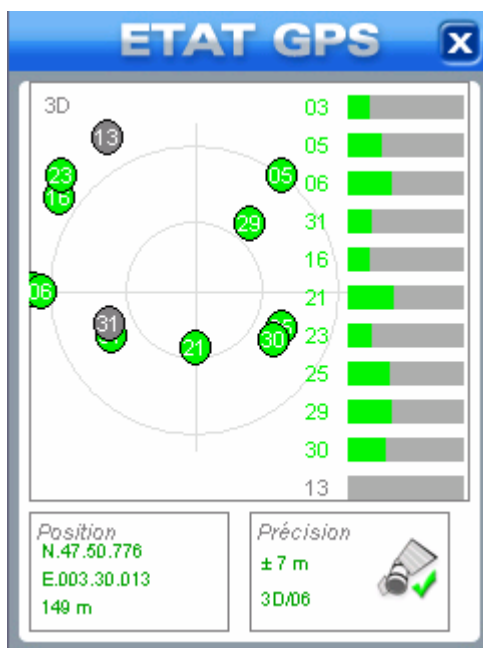 ETAT GPS
X
3D
13
23
16
05
29
06
31
21
30
03
05
06
31
16
21
23
25
29
30
13
Position
N.47.50.776
E.003.30.013
149 m
Précision
± 7 m
3D/06